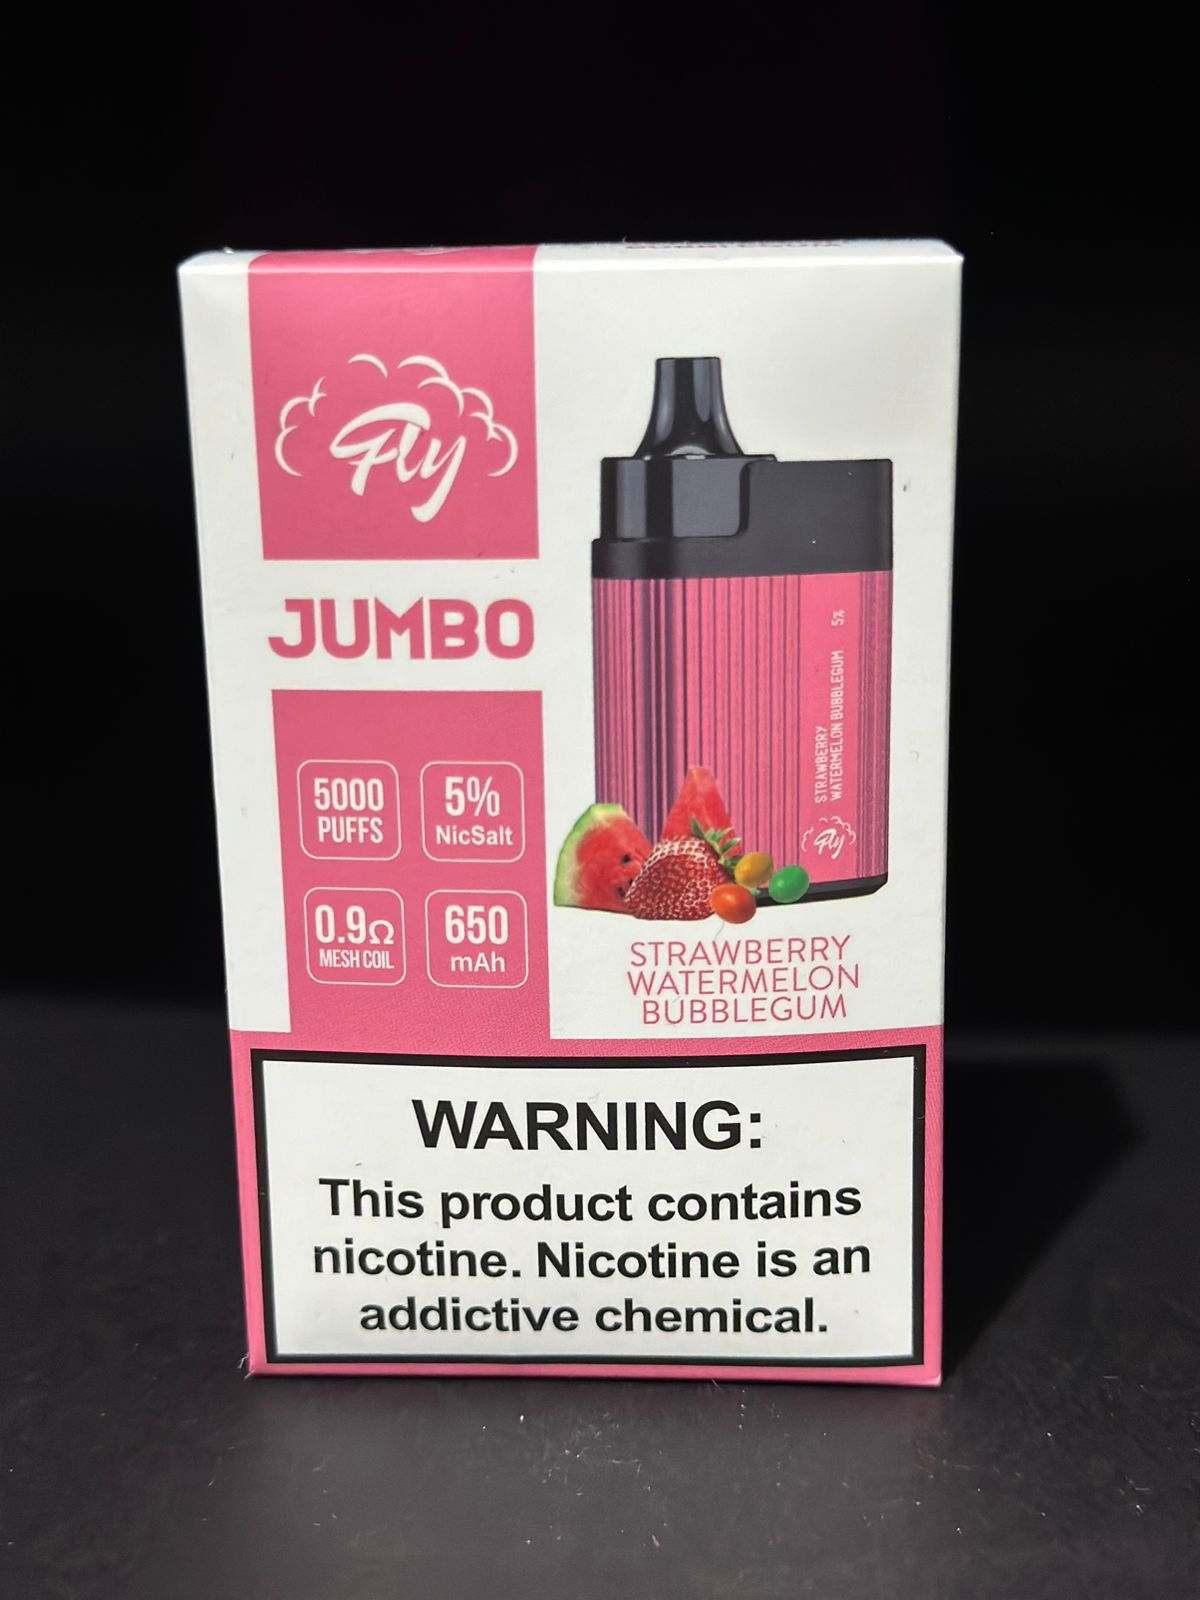 BUBBLEGUM
Fly
JUMBO
5000
PUFFS
5%
NicSalt
0.9Ω
MESH COIL
650
mAh
STRAWBERRY
WATERMELON BUBBLEGUM
5%
Fly
STRAWBERRY
WATERMELON
BUBBLEGUM
WARNING:
This product contains
nicotine. Nicotine is an
addictive chemical.